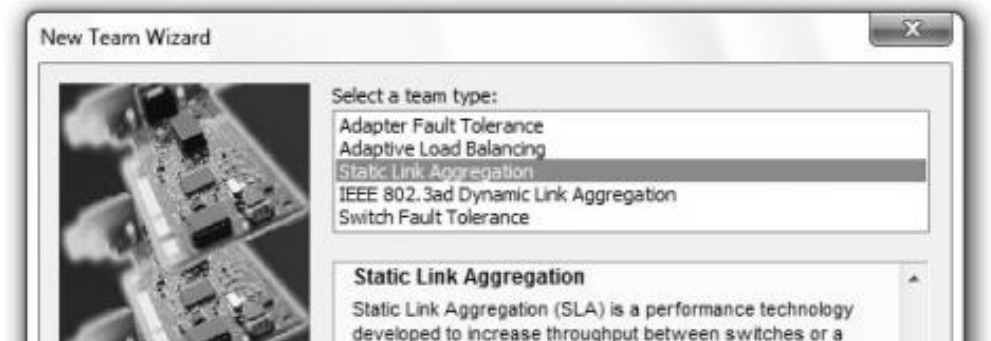 New Team Wizard
X
Select a team type:
Adapter Fault Tolerance
Adaptive Load Balancing
Static Link Aggregation
IEEE 802.3ad Dynamic Link Aggregation
Switch Fault Tolerance
Static Link Aggregation
Static Link Aggregation (SLA) is a performance technology
developed to increase throughput between switches or a